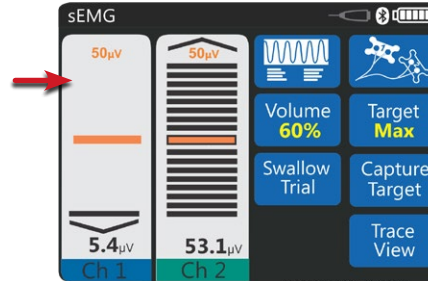 sEMG
50µV
50µV
Volume
60%
Target
Max
Swallow
Trial
Capture
Target
Trace
View
5.4µV
53.1µV
Ch 1
Ch 2